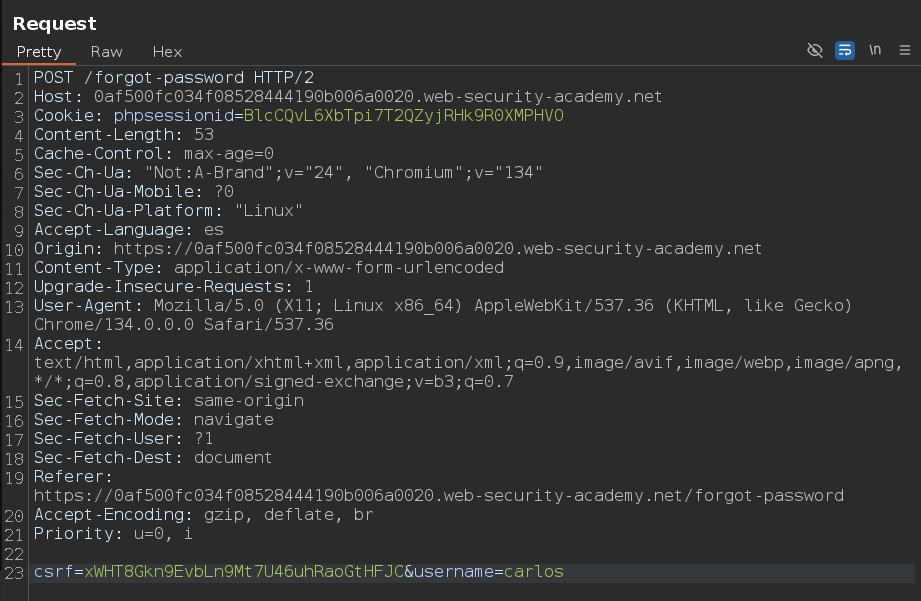 Request
Pretty Raw Hex \n
1 POST /forgot-password HTTP/2
2 Host: 0af500fc034f08528444190b006a0020.web-security-academy.net
3 Cookie: phpsessionid=BlcCQvL6XbTpi7T2QZyjRHk9R0XMPHVO
4 Content-Length: 53
5 Cache-Control: max-age=0
6 Sec-Ch-Ua: "Not:A-Brand";v="24", "Chromium";v="134"
7 Sec-Ch-Ua-Mobile: ?0
8 Sec-Ch-Ua-Platform: "Linux"
9 Accept-Language: es
10 Origin: https://0af500fc034f08528444190b006a0020.web-security-academy.net
11 Content-Type: application/x-www-form-urlencoded
12 Upgrade-Insecure-Requests: 1
13 User-Agent: Mozilla/5.0 (X11; Linux x86_64) AppleWebKit/537.36 (KHTML, like Gecko)
Chrome/134.0.0.0 Safari/537.36
14 Accept:
text/html,application/xhtml+xml,application/xml;q=0.9,image/avif,image/webp,image/apng,
*/*;q=0.8,application/signed-exchange;v=b3;q=0.7
15 Sec-Fetch-Site: same-origin
16 Sec-Fetch-Mode: navigate
17 Sec-Fetch-User: ?1
18 Sec-Fetch-Dest: document
19 Referer:
https://0af500fc034f08528444190b006a0020.web-security-academy.net/forgot-password
20 Accept-Encoding: gzip, deflate, br
21 Priority: u=0, i
22
23 csrf=xWHT8Gkn9EvbLn9Mt7U46uhRaoGtHFJC&username=carlos